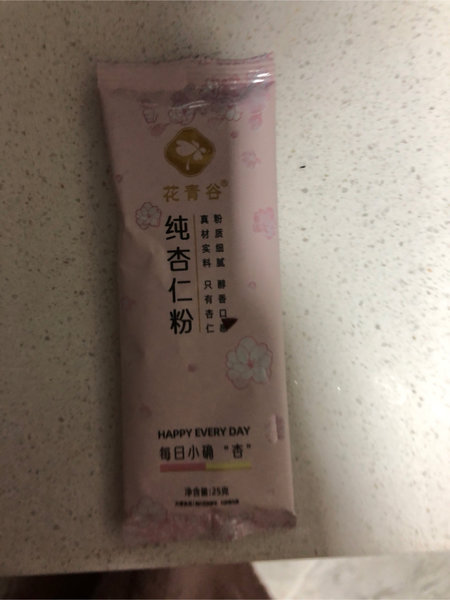 花青谷®
纯杏仁粉
粉质细腻 醇香口感
真材实料 只有杏仁
HAPPY EVERY DAY
每日小确“杏”
净含量:25克